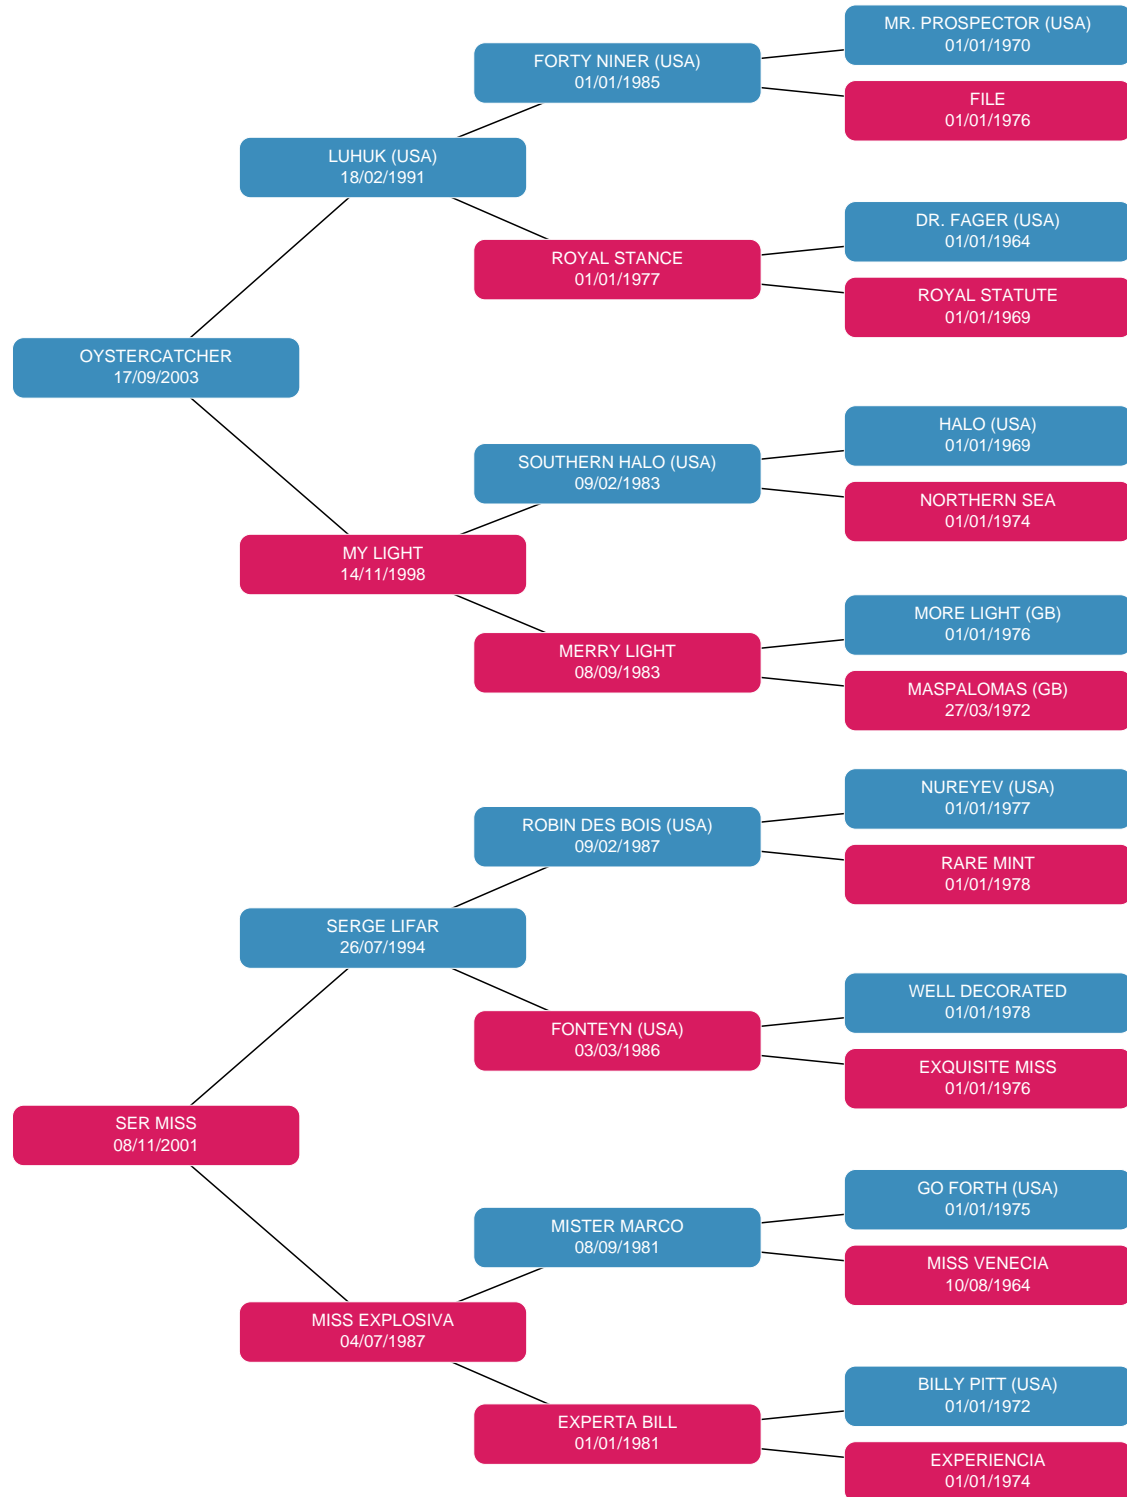 MR. PROSPECTOR (USA)
01/01/1970
FORTY NINER (USA)
01/01/1985
FILE
01/01/1976
LUHUK (USA)
18/02/1991
DR. FAGER (USA)
01/01/1964
ROYAL STANCE
01/01/1977
ROYAL STATUTE
01/01/1969
OYSTERCATCHER
17/09/2003
HALO (USA)
01/01/1969
SOUTHERN HALO (USA)
09/02/1983
NORTHERN SEA
01/01/1974
MY LIGHT
14/11/1998
MORE LIGHT (GB)
01/01/1976
MERRY LIGHT
08/09/1983
MASPALOMAS (GB)
27/03/1972
NUREYEV (USA)
01/01/1977
ROBIN DES BOIS (USA)
09/02/1987
RARE MINT
01/01/1978
SERGE LIFAR
26/07/1994
WELL DECORATED
01/01/1978
FONTEYN (USA)
03/03/1986
EXQUISITE MISS
01/01/1976
SER MISS
08/11/2001
GO FORTH (USA)
01/01/1975
MISTER MARCO
08/09/1981
MISS VENECIA
10/08/1964
MISS EXPLOSIVA
04/07/1987
BILLY PITT (USA)
01/01/1972
EXPERTA BILL
01/01/1981
EXPERIENCIA
01/01/1974